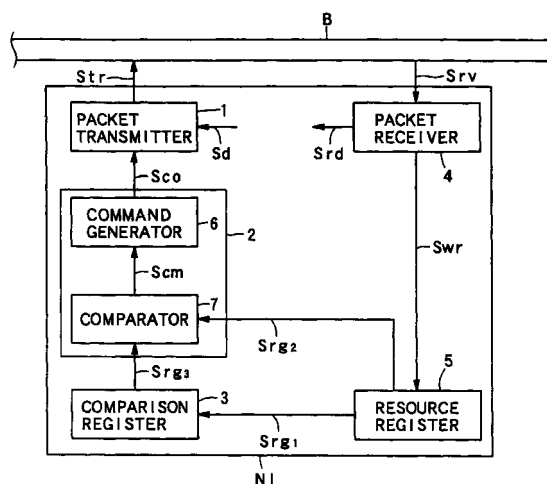 B
Str
Srv
1
PACKET
TRANSMITTER
Sd
Srd
PACKET
RECEIVER
4
Sco
COMMAND
GENERATOR
6
2
Swr
Scm
7
COMPARATOR
Srg2
Srg3
5
3
COMPARISON
REGISTER
RESOURCE
REGISTER
Srg1
NI